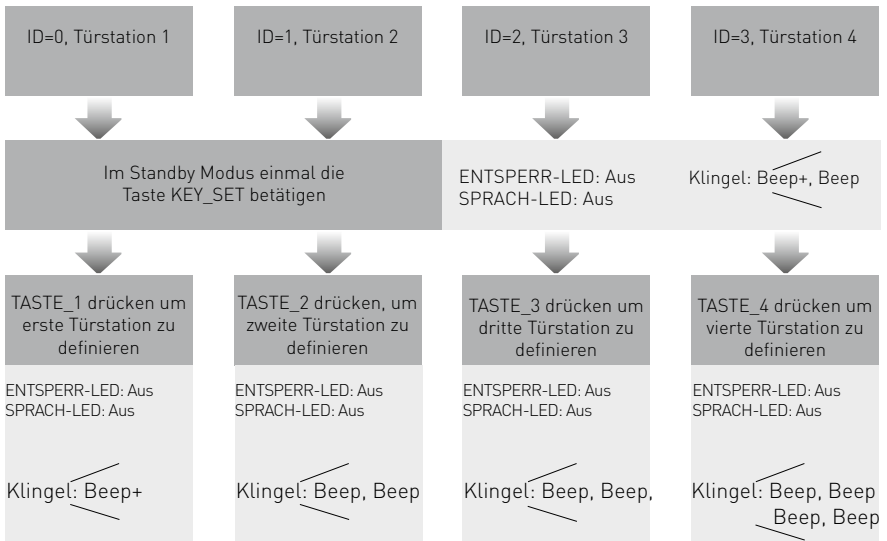 ID=0, Türstation 1
ID=1, Türstation 2
ID=2, Türstation 3
ID=3, Türstation 4
Im Standby Modus einmal die
Taste KEY_SET betätigen
ENTSPERR-LED: Aus
SPRACH-LED: Aus
Klingel: Beep+, Beep
TASTE_1 drücken um
erste Türstation zu
definieren
TASTE_2 drücken, um
zweite Türstation zu
definieren
TASTE_3 drücken um
dritte Türstation zu
definieren
TASTE_4 drücken um
vierte Türstation zu
definieren
ENTSPERR-LED: Aus
SPRACH-LED: Aus
ENTSPERR-LED: Aus
SPRACH-LED: Aus
ENTSPERR-LED: Aus
SPRACH-LED: Aus
ENTSPERR-LED: Aus
SPRACH-LED: Aus
Klingel: Beep+
Klingel: Beep, Beep
Klingel: Beep, Beep,
Klingel: Beep, Beep
Beep, Beep